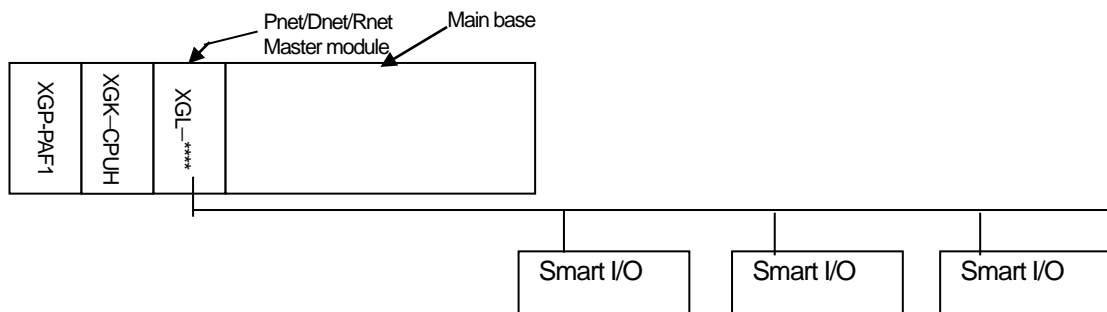 Pnet/Dnet/Rnet
Master module
Main base
XGP-PAF1
XGK–CPUH
XGL–****
Smart I/O
Smart I/O
Smart I/O